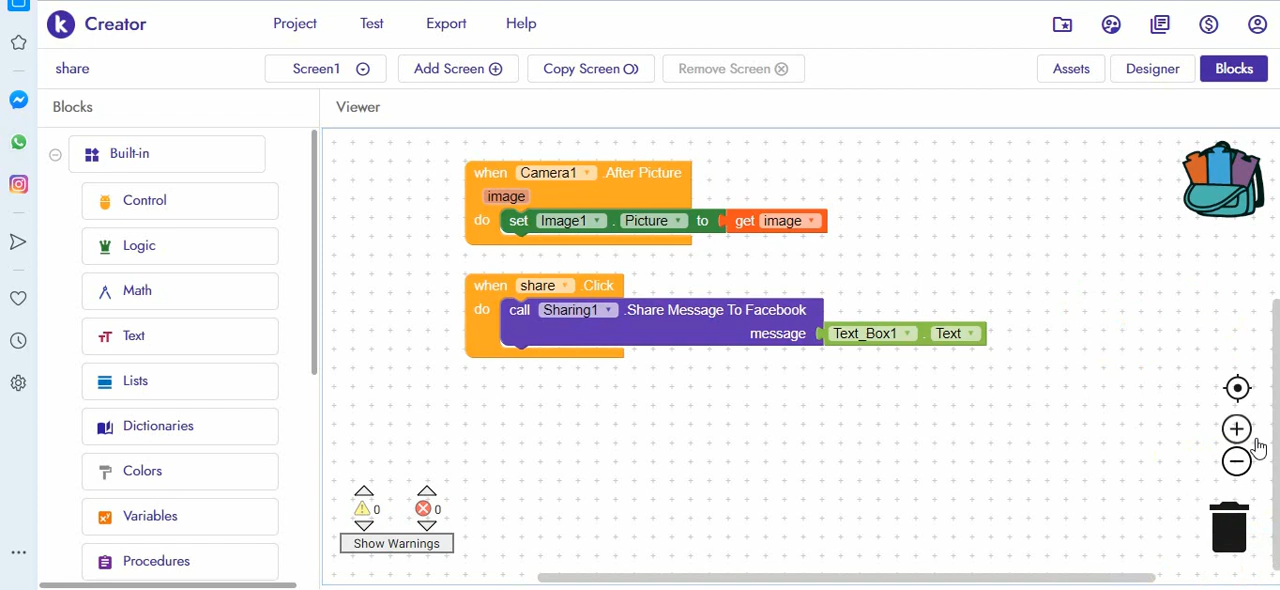 Creator
Project
Test
Export
Help
share
Screen1
Add Screen
Copy Screen
Remove Screen
Assets
Designer
Blocks
Blocks
Viewer
Built-in
Control
Logic
Math
Text
Lists
Dictionaries
Colors
Variables
Procedures
when Camera1 .After Picture
image
do set Image1 . Picture to get image
when share .Click
do call Sharing1 .Share Message To Facebook
message Text_Box1 . Text
0
0
Show Warnings